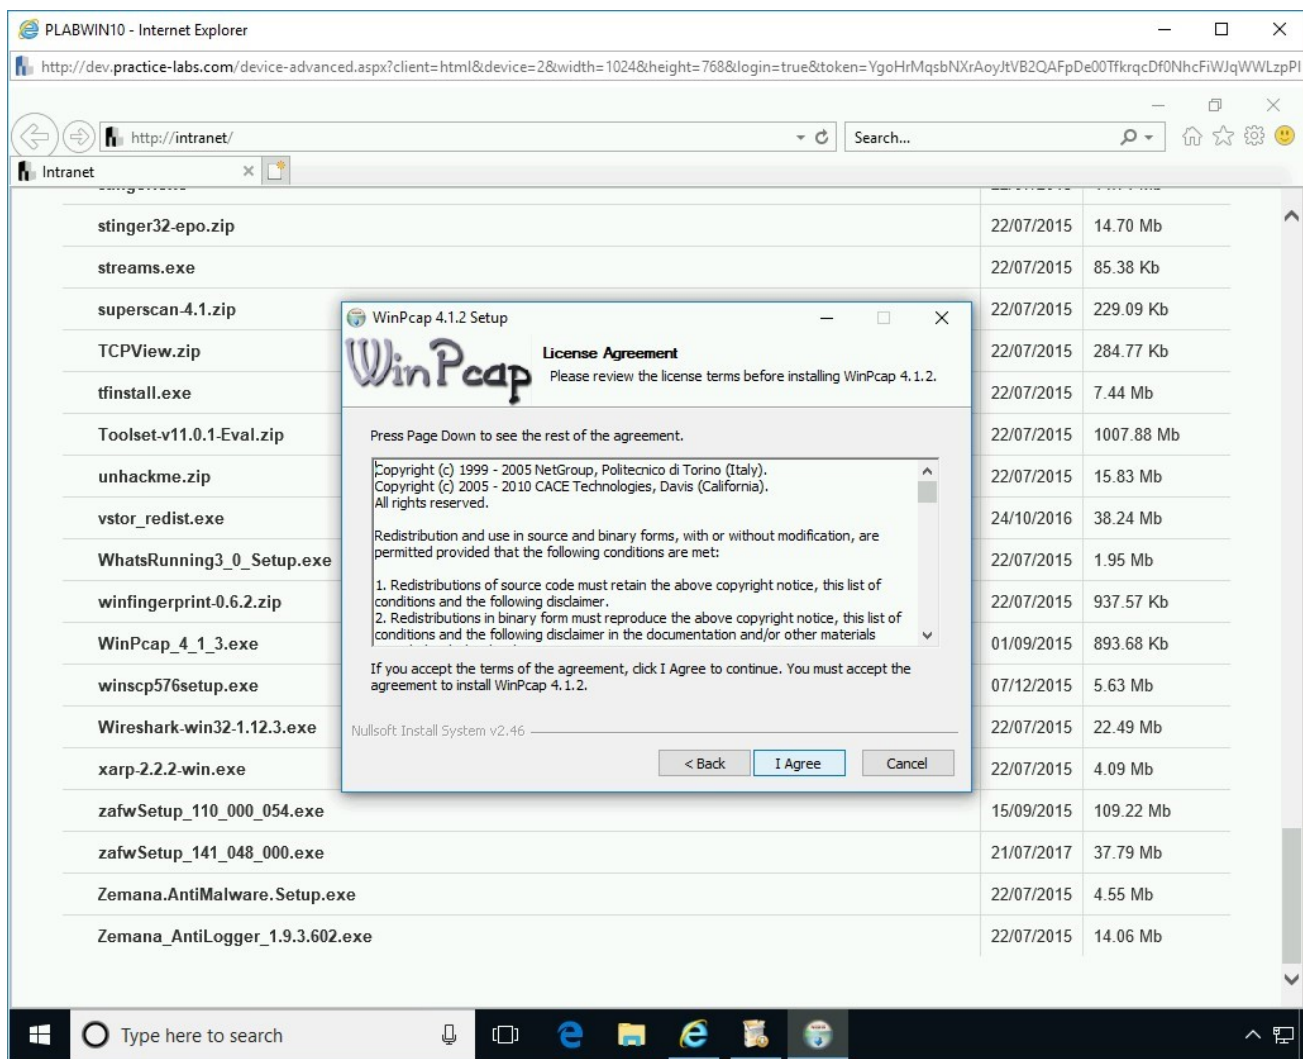 PLABWIN10 - Internet Explorer
http://dev.practice-labs.com/device-advanced.aspx?client=html&device=2&width=1024&height=768&login=true&token=YgoHrMqsbNXrAoyJtVB2QAFpDe00TfkrqcDf0NhcFiWJqWWLzpPI
http://intranet/
Search...
Intranet
stinger32-epo.zip 22/07/2015 14.70 Mb
streams.exe 22/07/2015 85.38 Kb
superscan-4.1.zip 22/07/2015 229.09 Kb
TCPView.zip 22/07/2015 284.77 Kb
tfinstall.exe 22/07/2015 7.44 Mb
Toolset-v11.0.1-Eval.zip 22/07/2015 1007.88 Mb
unhackme.zip 22/07/2015 15.83 Mb
vstor_redist.exe 24/10/2016 38.24 Mb
WhatsRunning3_0_Setup.exe 22/07/2015 1.95 Mb
winfingerprint-0.6.2.zip 22/07/2015 937.57 Kb
WinPcap_4_1_3.exe 01/09/2015 893.68 Kb
winscp576setup.exe 07/12/2015 5.63 Mb
Wireshark-win32-1.12.3.exe 22/07/2015 22.49 Mb
xarp-2.2.2-win.exe 22/07/2015 4.09 Mb
zafwSetup_110_000_054.exe 15/09/2015 109.22 Mb
zafwSetup_141_048_000.exe 21/07/2017 37.79 Mb
Zemana.AntiMalware.Setup.exe 22/07/2015 4.55 Mb
Zemana_AntiLogger_1.9.3.602.exe 22/07/2015 14.06 Mb
WinPcap 4.1.2 Setup
WinPcap
License Agreement
Please review the license terms before installing WinPcap 4.1.2.
Press Page Down to see the rest of the agreement.
Copyright (c) 1999 - 2005 NetGroup, Politecnico di Torino (Italy).
Copyright (c) 2005 - 2010 CACE Technologies, Davis (California).
All rights reserved.
Redistribution and use in source and binary forms, with or without modification, are
permitted provided that the following conditions are met:
1. Redistributions of source code must retain the above copyright notice, this list of
conditions and the following disclaimer.
2. Redistributions in binary form must reproduce the above copyright notice, this list of
conditions and the following disclaimer in the documentation and/or other materials
If you accept the terms of the agreement, click I Agree to continue. You must accept the
agreement to install WinPcap 4.1.2.
Nullsoft Install System v2.46
< Back
I Agree
Cancel
Type here to search